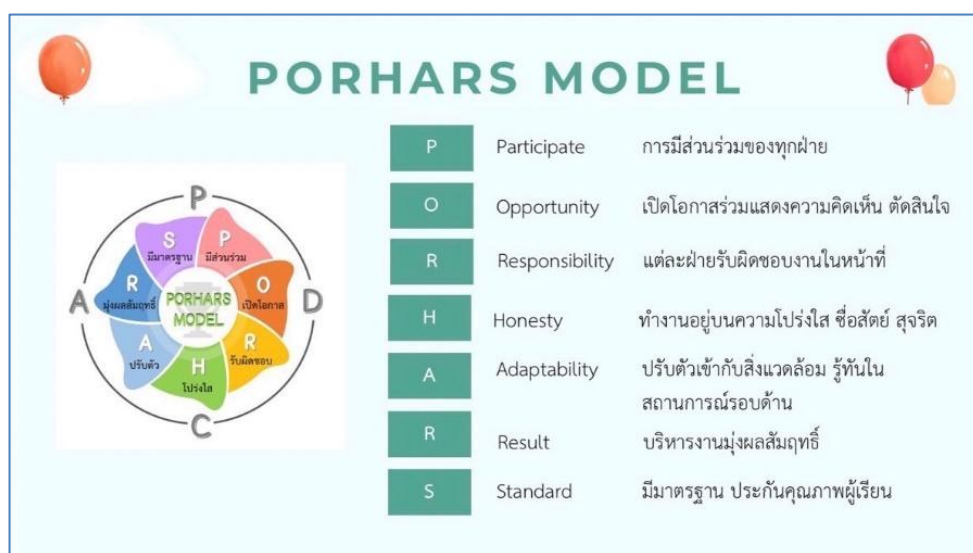 PORHARS MODEL
P Participate การมีส่วนร่วมของทุกฝ่าย
O Opportunity เปิดโอกาสร่วมแสดงความคิดเห็น ตัดสินใจ
R Responsibility แต่ละฝ่ายรับผิดชอบงานในหน้าที่
H Honesty ทำงานอยู่บนความโปร่งใส ซื่อสัตย์ สุจริต
A Adaptability ปรับตัวเข้ากับสิ่งแวดล้อม รู้ทันใน
สถานการณ์รอบด้าน
R Result บริหารงานมุ่งผลสัมฤทธิ์
S Standard มีมาตรฐาน ประกันคุณภาพผู้เรียน
P
D
C
A
P
มีส่วนร่วม
O
เปิดโอกาส
R
รับผิดชอบ
H
โปร่งใส
A
ปรับตัว
R
มุ่งผลสัมฤทธิ์
S
มีมาตรฐาน
PORHARS
MODEL